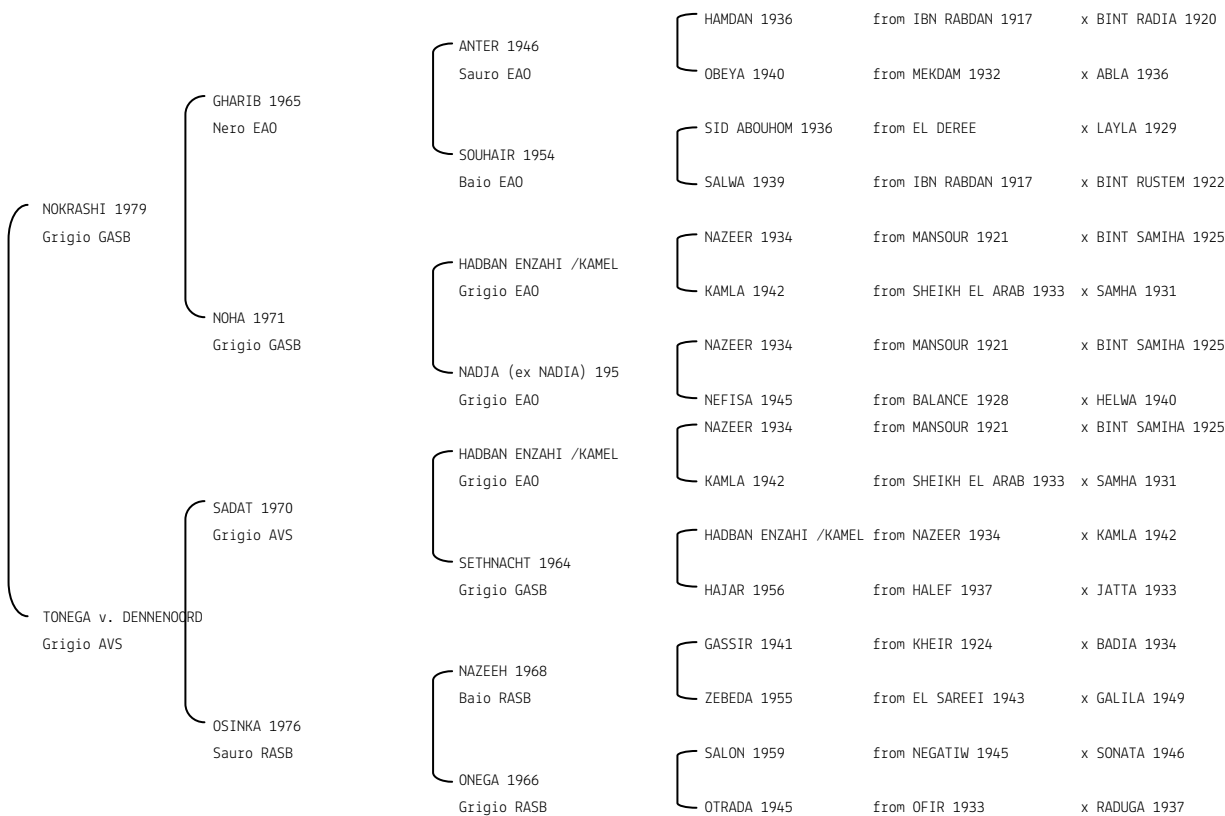 HAMDAN 1936 from IBN RABDAN 1917 x BINT RADIA 1920
ANTER 1946
Sauro EAO
OBEYA 1940 from MEKDAM 1932 x ABLA 1936
GHARIB 1965
Nero EAO
SID ABOUHOM 1936 from EL DEREE x LAYLA 1929
SOUHAIR 1954
Baio EAO
SALWA 1939 from IBN RABDAN 1917 x BINT RUSTEM 1922
NOKRASHI 1979
Grigio GASB
NAZEER 1934 from MANSOUR 1921 x BINT SAMIHA 1925
HADBAN ENZAHI /KAMEL
Grigio EAO
KAMLA 1942 from SHEIKH EL ARAB 1933 x SAMHA 1931
NOHA 1971
Grigio GASB
NAZEER 1934 from MANSOUR 1921 x BINT SAMIHA 1925
NADJA (ex NADIA) 195
Grigio EAO
NEFISA 1945 from BALANCE 1928 x HELWA 1940
NAZEER 1934 from MANSOUR 1921 x BINT SAMIHA 1925
HADBAN ENZAHI /KAMEL
Grigio EAO
KAMLA 1942 from SHEIKH EL ARAB 1933 x SAMHA 1931
SADAT 1970
Grigio AVS
HADBAN ENZAHI /KAMEL from NAZEER 1934 x KAMLA 1942
SETHNACHT 1964
Grigio GASB
HAJAR 1956 from HALEF 1937 x JATTA 1933
TONEGA v. DENNENOORD
Grigio AVS
GASSIR 1941 from KHEIR 1924 x BADIA 1934
NAZEEH 1968
Baio RASB
ZEBEDA 1955 from EL SAREEI 1943 x GALILA 1949
OSINKA 1976
Sauro RASB
SALON 1959 from NEGATIW 1945 x SONATA 1946
ONEGA 1966
Grigio RASB
OTRADA 1945 from OFIR 1933 x RADUGA 1937